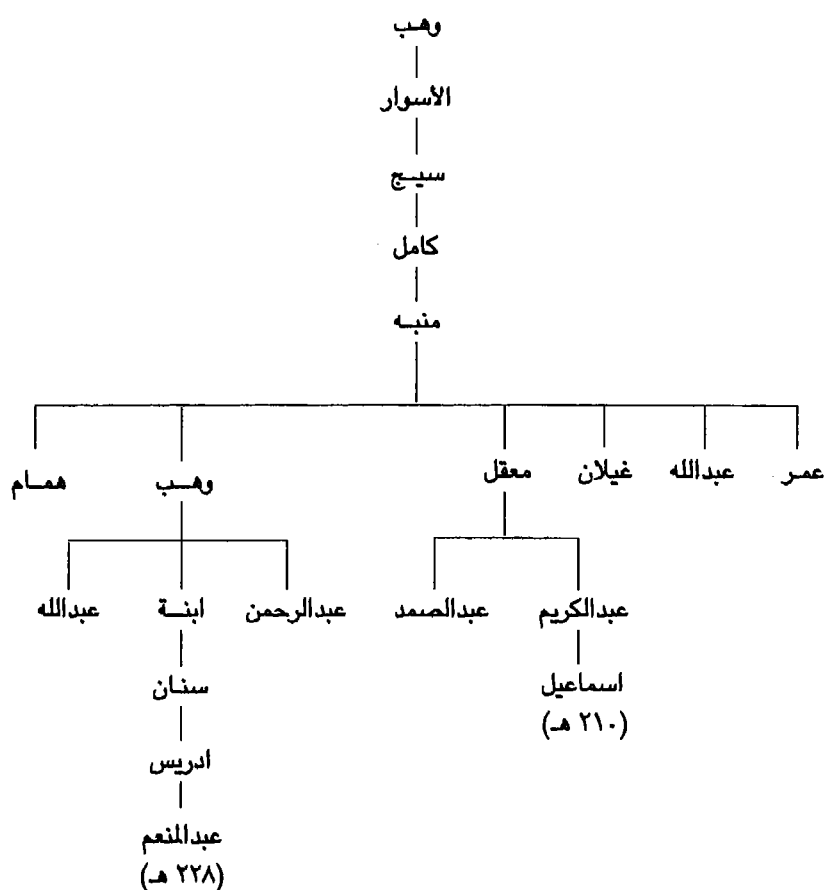 وهب
الأسوار
سيج
كامل
منبه
عمر عبدالله غيلان معقل وهب همام
عبدالكريم عبدالصمد عبدالرحمن ابنة عبدالله
اسماعيل سنان
(٢١٠ هـ)
ادريس
عبدالمنعم
(٢٢٨ هـ)